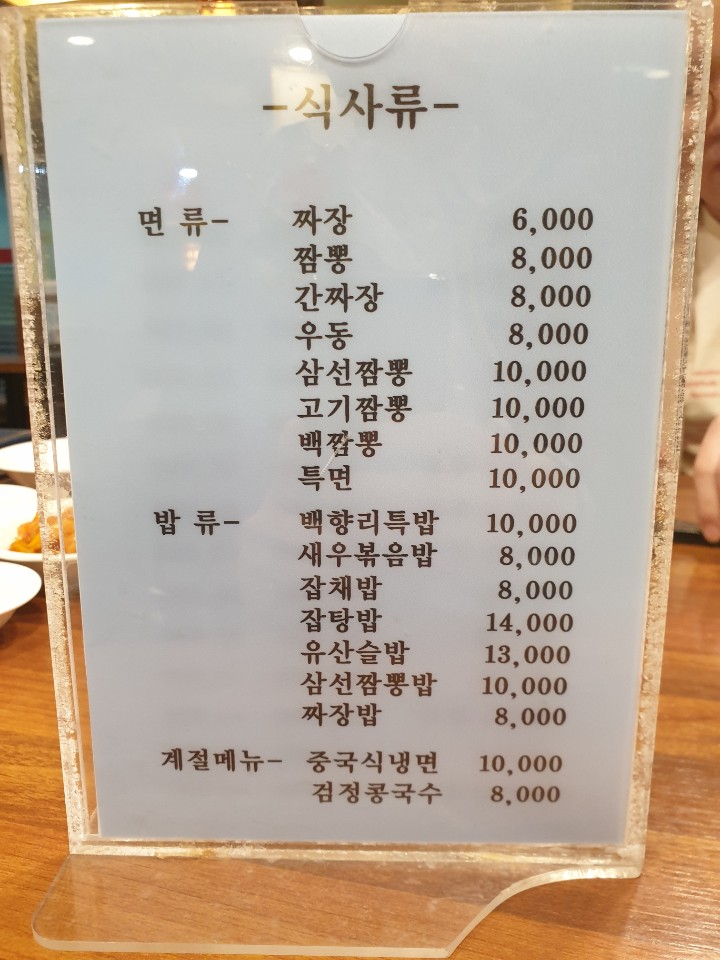 -식사류-
면 류- 짜장 6,000
짬뽕 8,000
간짜장 8,000
우동 8,000
삼선짬뽕 10,000
고기짬뽕 10,000
백짬뽕 10,000
특면 10,000
밥 류- 백향리특밥 10,000
새우볶음밥 8,000
잡채밥 8,000
잡탕밥 14,000
유산슬밥 13,000
삼선짬뽕밥 10,000
짜장밥 8,000
계절메뉴- 중국식냉면 10,000
검정콩국수 8,000